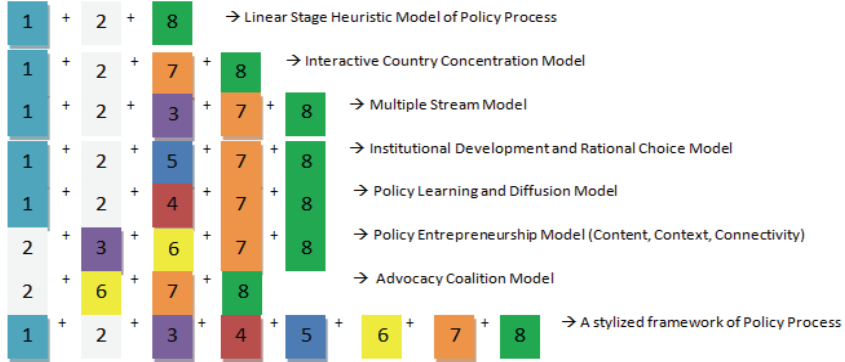 1 + 2 + 8 → Linear Stage Heuristic Model of Policy Process
1 + 2 + 7 + 8 → Interactive Country Concentration Model
1 + 2 + 3 + 7 + 8 → Multiple Stream Model
1 + 2 + 5 + 7 + 8 → Institutional Development and Rational Choice Model
1 + 2 + 4 + 7 + 8 → Policy Learning and Diffusion Model
2 + 3 + 6 + 7 + 8 → Policy Entrepreneurship Model (Content, Context, Connectivity)
2 + 6 + 7 + 8 → Advocacy Coalition Model
1 + 2 + 3 + 4 + 5 + 6 + 7 + 8 → A stylized framework of Policy Process